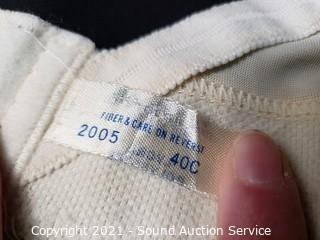 FIBER & CARE ON REVERSE
2005 40C
Copyright 2021 - Sound Auction Service